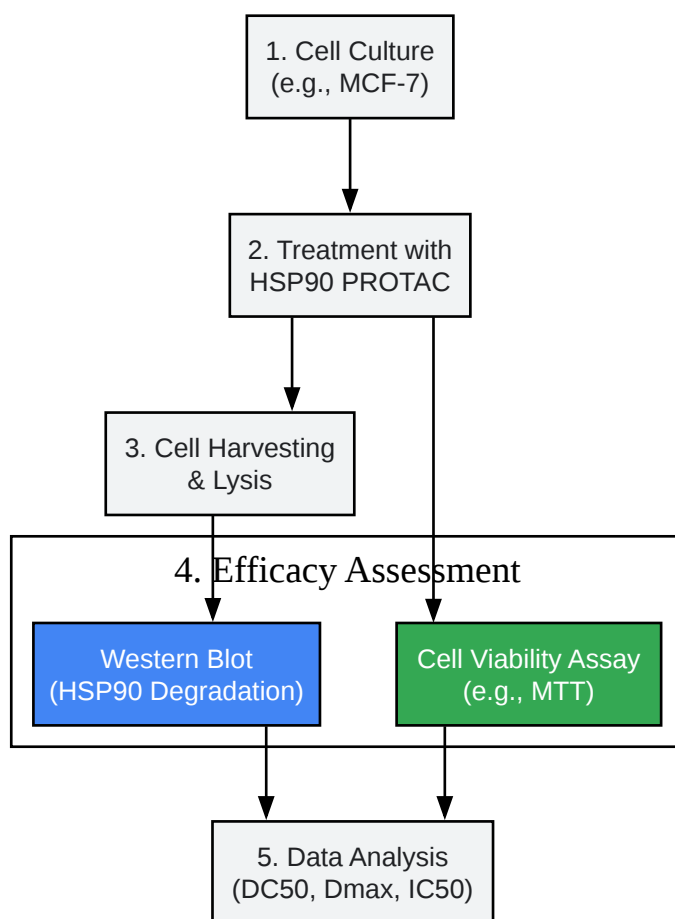 1. Cell Culture
(e.g., MCF-7)
2. Treatment with
HSP90 PROTAC
3. Cell Harvesting
& Lysis
4. Efficacy Assessment
Western Blot
(HSP90 Degradation)
Cell Viability Assay
(e.g., MTT)
5. Data Analysis
(DC50, Dmax, IC50)